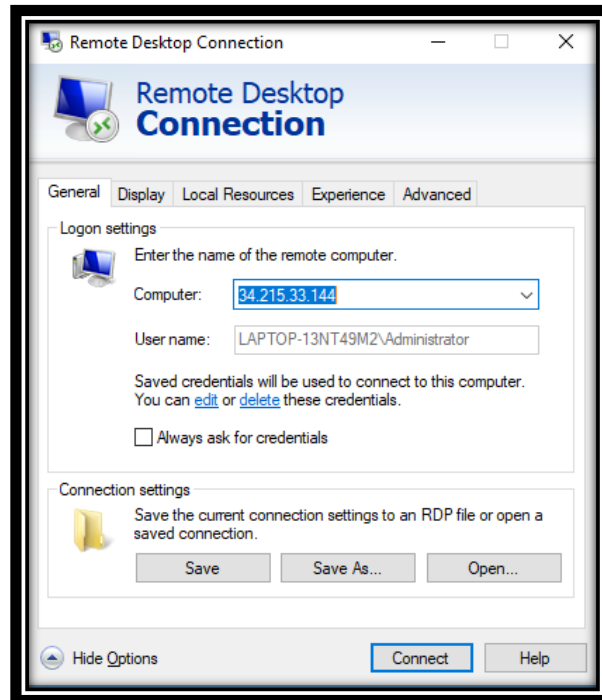 Remote Desktop Connection
Remote Desktop
Connection
General Display Local Resources Experience Advanced
Logon settings
Enter the name of the remote computer.
Computer: 34.215.33.144
User name: LAPTOP-13NT49M2\Administrator
Saved credentials will be used to connect to this computer.
You can edit or delete these credentials.
Always ask for credentials
Connection settings
Save the current connection settings to an RDP file or open a
saved connection.
Save Save As... Open...
Hide Options Connect Help